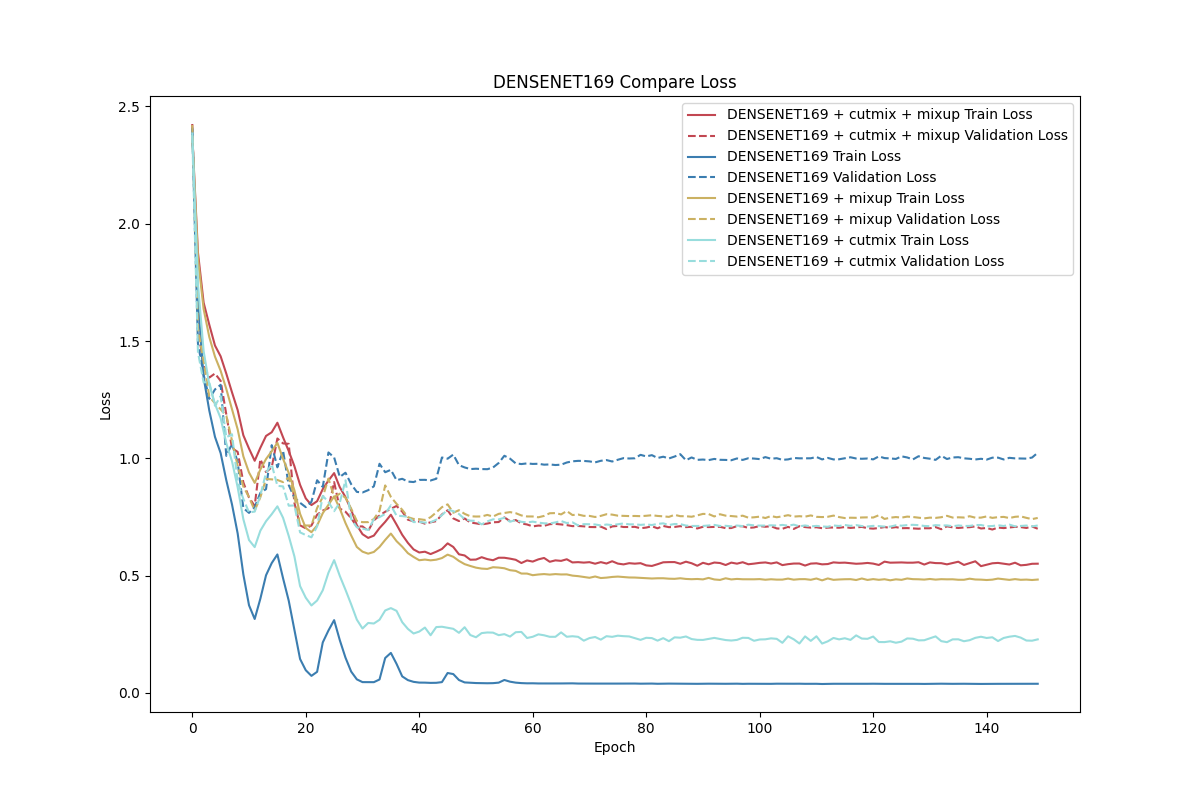 DENSENET169 Compare Loss
2.5
2.0
1.5
1.0
0.5
0.0
Loss
DENSENET169 + cutmix + mixup Train Loss
DENSENET169 + cutmix + mixup Validation Loss
DENSENET169 Train Loss
DENSENET169 Validation Loss
DENSENET169 + mixup Train Loss
DENSENET169 + mixup Validation Loss
DENSENET169 + cutmix Train Loss
DENSENET169 + cutmix Validation Loss
0 20 40 60 80 100 120 140
Epoch